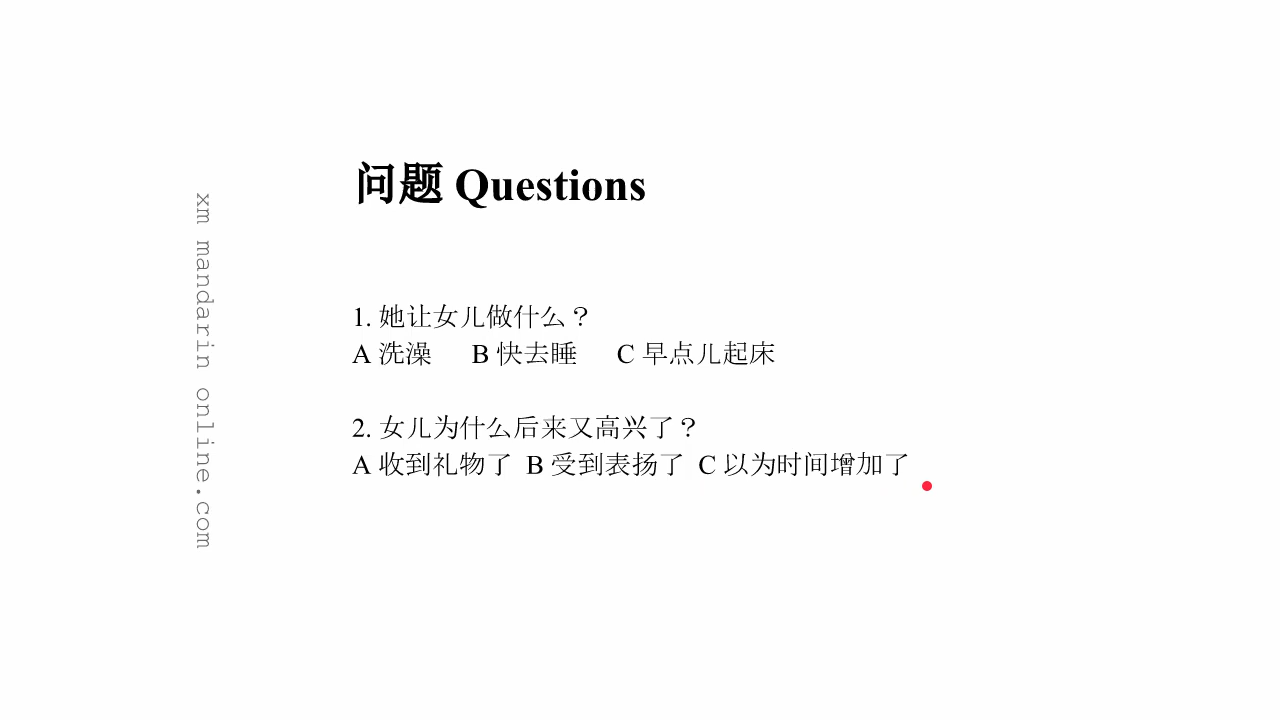 问题 Questions
xm mandarin online.com
1. 她让女儿做什么？
A 洗澡 B 快去睡 C 早点儿起床
2. 女儿为什么后来又高兴了？
A 收到礼物了 B 受到表扬了 C 以为时间增加了